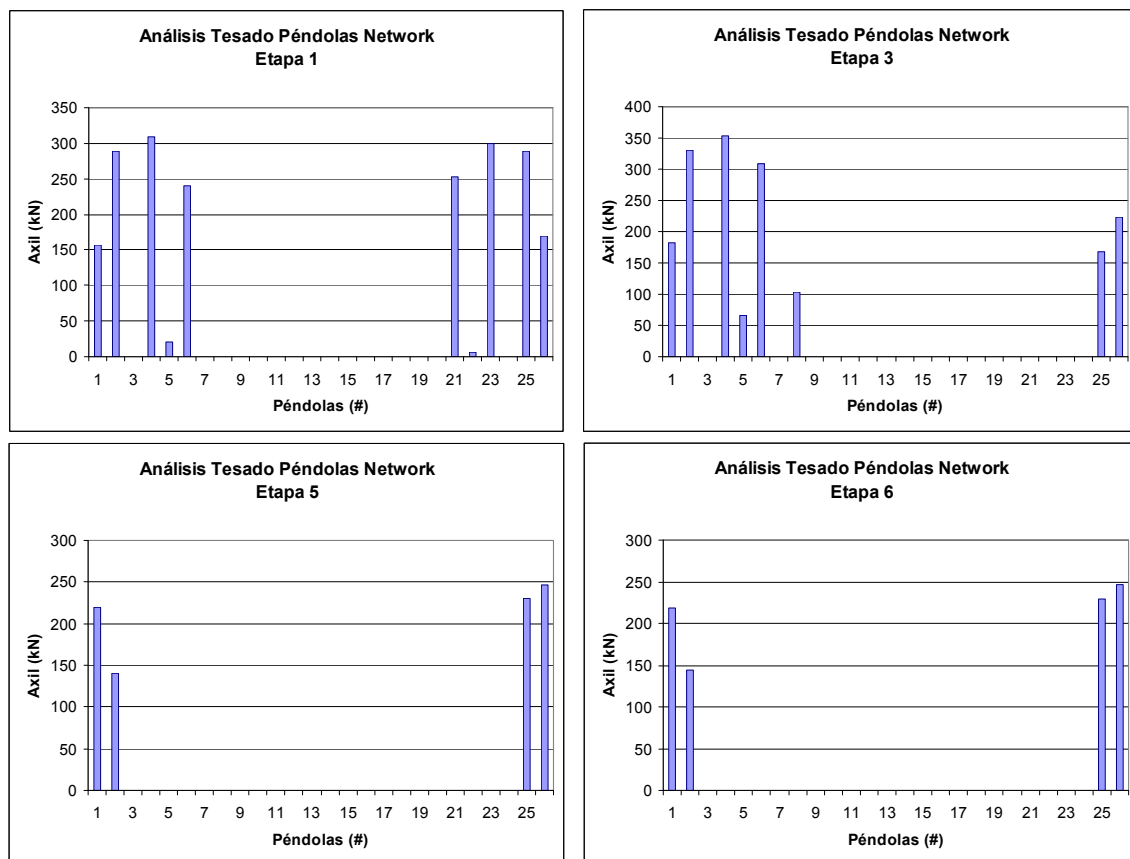 Análisis Tesado Péndolas Network
Etapa 1
350
300
250
200
150
100
50
0
Axil (kN)
1 3 5 7 9 11 13 15 17 19 21 23 25
Péndolas (#)
Análisis Tesado Péndolas Network
Etapa 3
400
350
300
250
200
150
100
50
0
Axil (kN)
1 3 5 7 9 11 13 15 17 19 21 23 25
Péndolas (#)
Análisis Tesado Péndolas Network
Etapa 5
300
250
200
150
100
50
0
Axil (kN)
1 3 5 7 9 11 13 15 17 19 21 23 25
Péndolas (#)
Análisis Tesado Péndolas Network
Etapa 6
300
250
200
150
100
50
0
Axil (kN)
1 3 5 7 9 11 13 15 17 19 21 23 25
Péndolas (#)